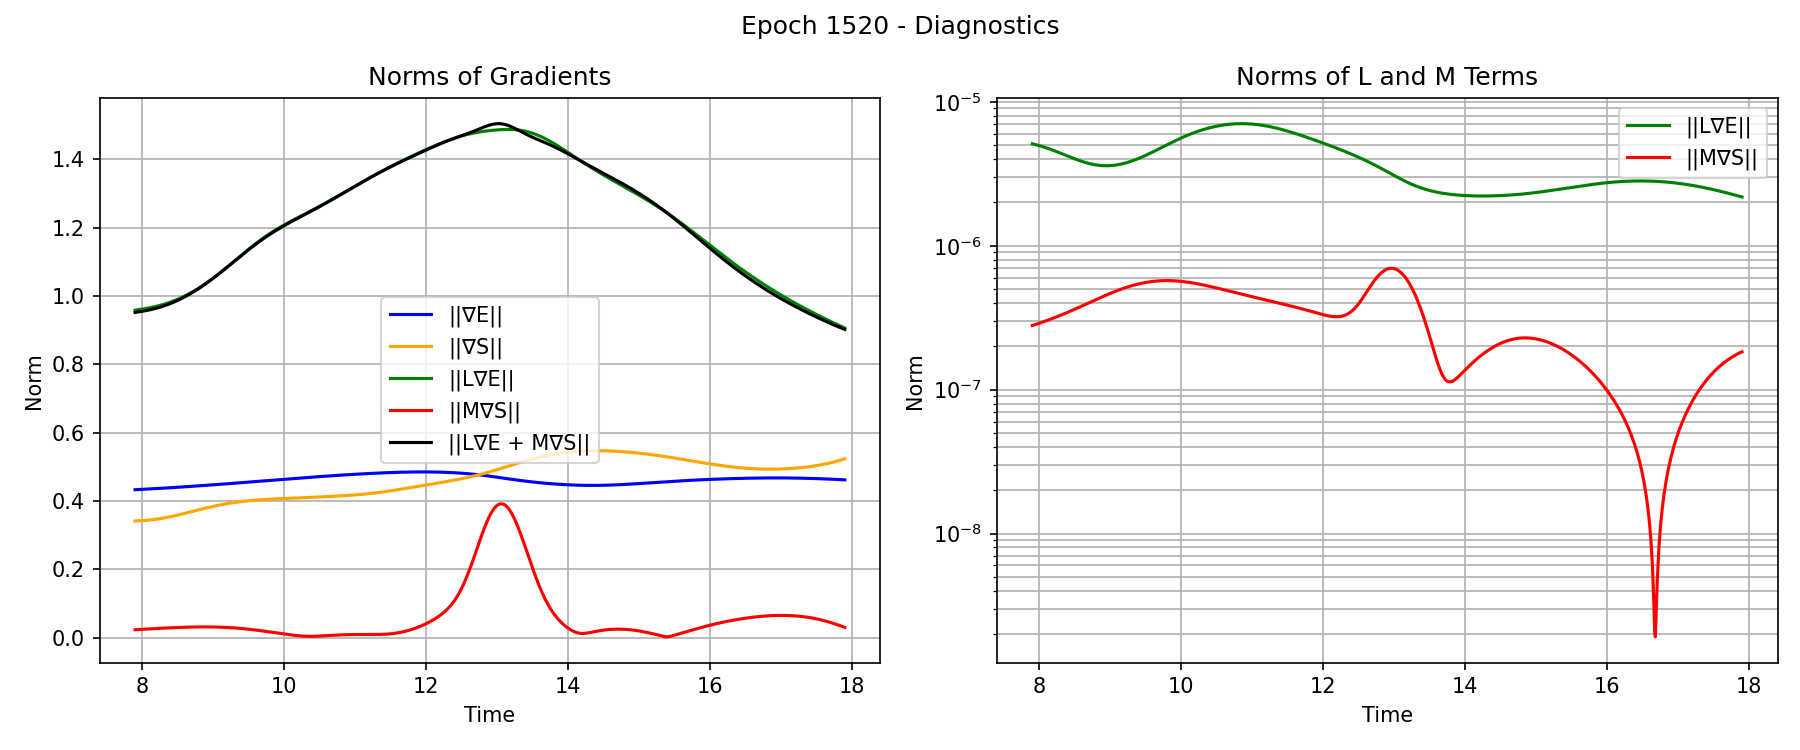 Epoch 1520 - Diagnostics
Norms of Gradients
Norm
1.4
1.2
1.0
0.8
0.6
0.4
0.2
0.0
||∇E||
||∇S||
||L∇E||
||M∇S||
||L∇E + M∇S||
8 10 12 14 16 18
Time
Norms of L and M Terms
Norm
10⁻⁵
10⁻⁶
10⁻⁷
10⁻⁸
||L∇E||
||M∇S||
8 10 12 14 16 18
Time